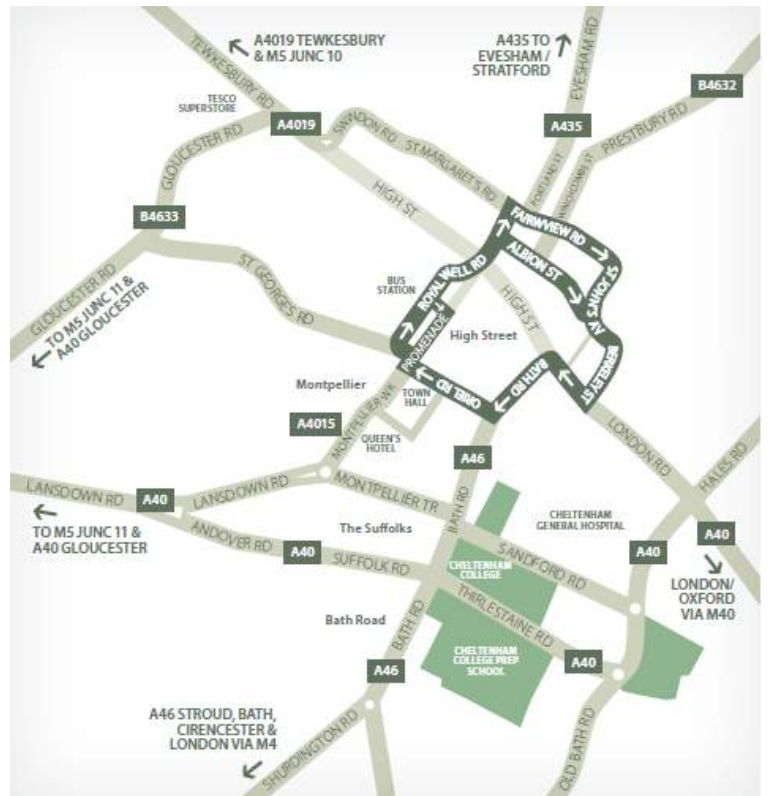 A4019 TEWKESBURY
& M5 JUNC 10
A435 TO
EVESHAM /
STRATFORD
EVESHAM RD
TEWKESBURY RD
B4632
TESCO
SUPERSTORE
A4019
SWINDON RD
A435
PRESTBURY RD
GLOUCESTER RD
ST MARGARET'S RD
PORTLAND ST
WINCHCOMBE ST
HIGH ST
B4633
FAIRWVIEW RD
ALBION ST
ST JOHN'S AV
ST GEORGES RD
BUS
STATION
ROYAL WELL RD
GLOUCESTER RD
TO M5 JUNC 11 &
A40 GLOUCESTER
HIGH ST
PROMENADE
High Street
BERKELEY ST
BATH RD
Montpellier
TOWN
HALL
ORIEL RD
A4015
MONTPELLIER WK
QUEEN'S
HOTEL
LONDON RD
A46
HALES RD
LANSDOWN RD
A40
LANSDOWN RD
MONTPELLIER TR
BATH RD
TO M5 JUNC 11 &
A40 GLOUCESTER
ANDOVER RD
The Suffolks
CHELTENHAM
GENERAL HOSPITAL
A40
A40
A40
SUFFOLK RD
SANDFORD RD
CHELTENHAM
COLLEGE
LONDON/
OXFORD
VIA M40
THIRLESTAINE RD
Bath Road
BATH RD
CHELTENHAM
COLLEGE PREP
SCHOOL
A40
A46
A46 STROUD, BATH,
CIRENCESTER &
LONDON VIA M4
SHURDINGTON RD
OLD BATH RD